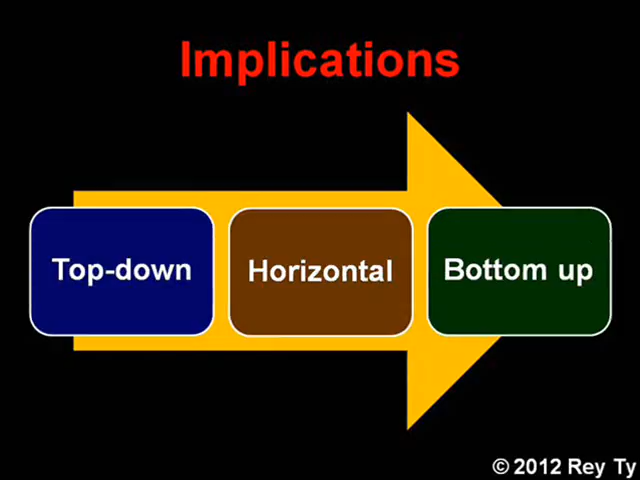 Implications
Top-down
Horizontal
Bottom up
© 2012 Rey Ty